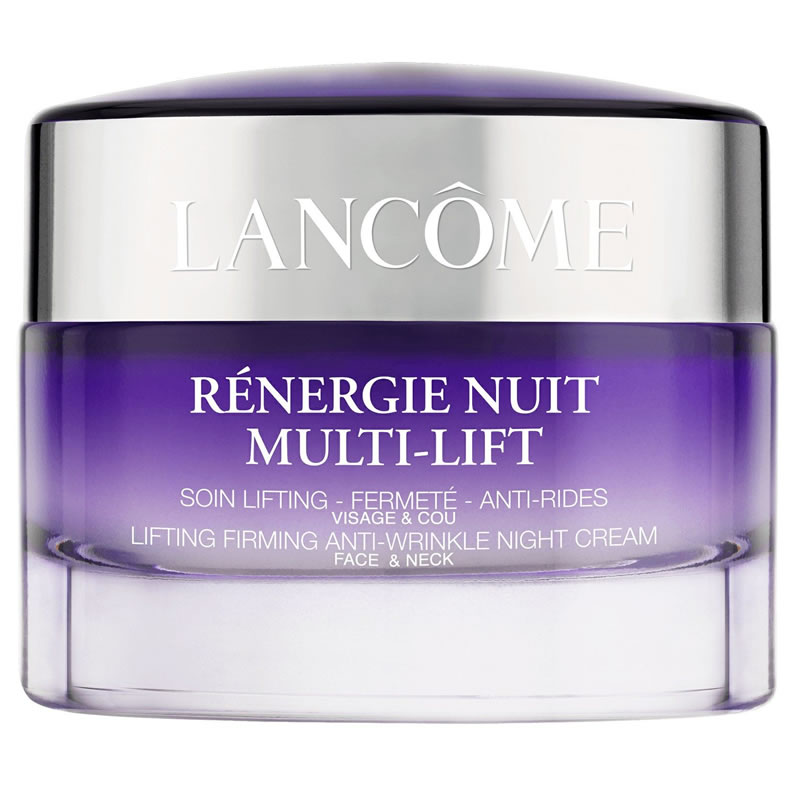 LANCÔME
RÉNERGIE NUIT
MULTI-LIFT
SOIN LIFTING - FERMETÉ - ANTI-RIDES
VISAGE & COU
LIFTING FIRMING ANTI-WRINKLE NIGHT CREAM
FACE & NECK